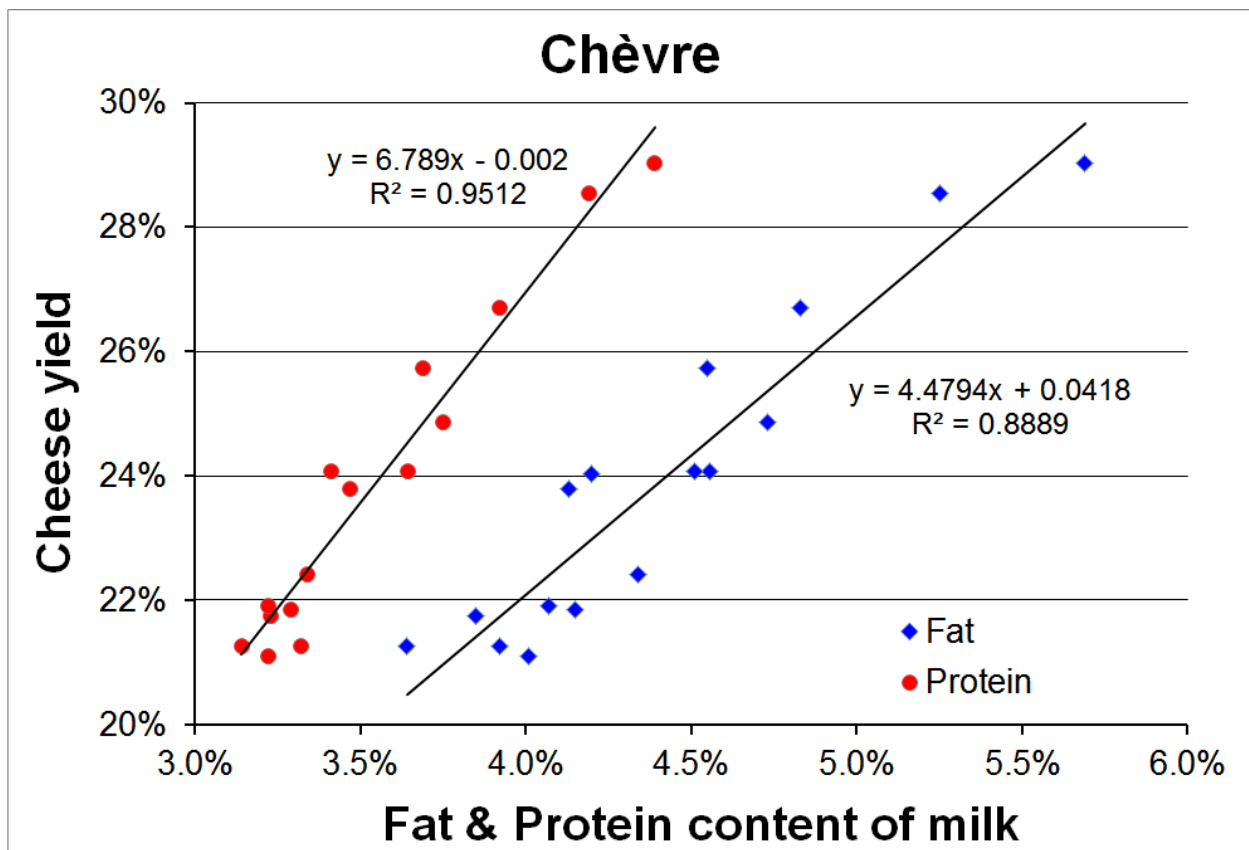 Chèvre
30%
28%
26%
24%
22%
20%
Cheese yield
y = 6.789x - 0.002
R² = 0.9512
y = 4.4794x + 0.0418
R² = 0.8889
Fat
Protein
3.0% 3.5% 4.0% 4.5% 5.0% 5.5% 6.0%
Fat & Protein content of milk